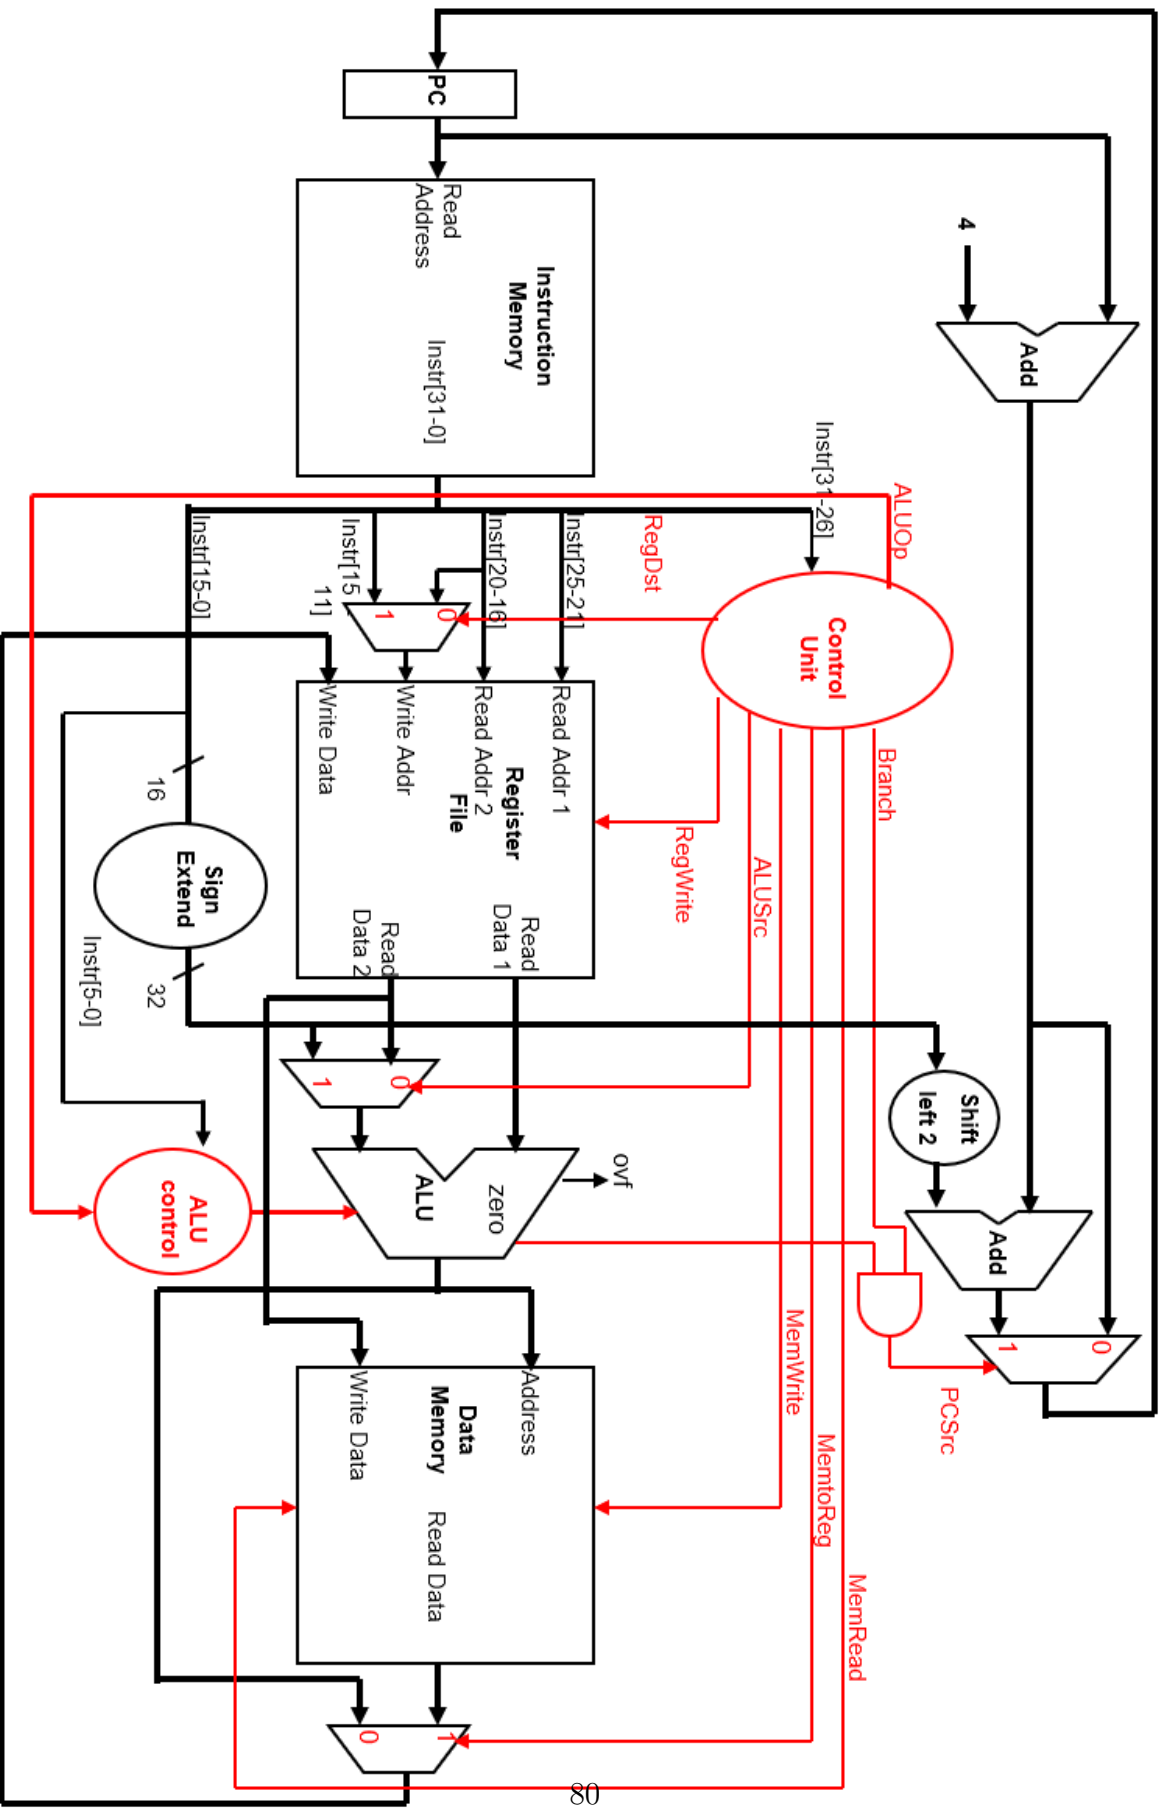 PC
4
Add
Read
Address
Instruction
Memory
Instr[31-0]
Instr[31-26]
ALUOp
Control
Unit
RegDst
Instr[25-21]
Instr[20-16]
Instr[15
11]
0
1
Instr[15-0]
Branch
RegWrite
ALUSrc
Read Addr 1
Read Addr 2
Write Addr
Write Data
Register
File
Read
Data 1
Read
Data 2
16
Sign
Extend
32
Instr[5-0]
Shift
left 2
Add
0
1
PCSrc
0
1
ovf
zero
ALU
ALU
control
MemWrite
MemtoReg
MemRead
Address
Data
Memory
Write Data
Read Data
1
0
80